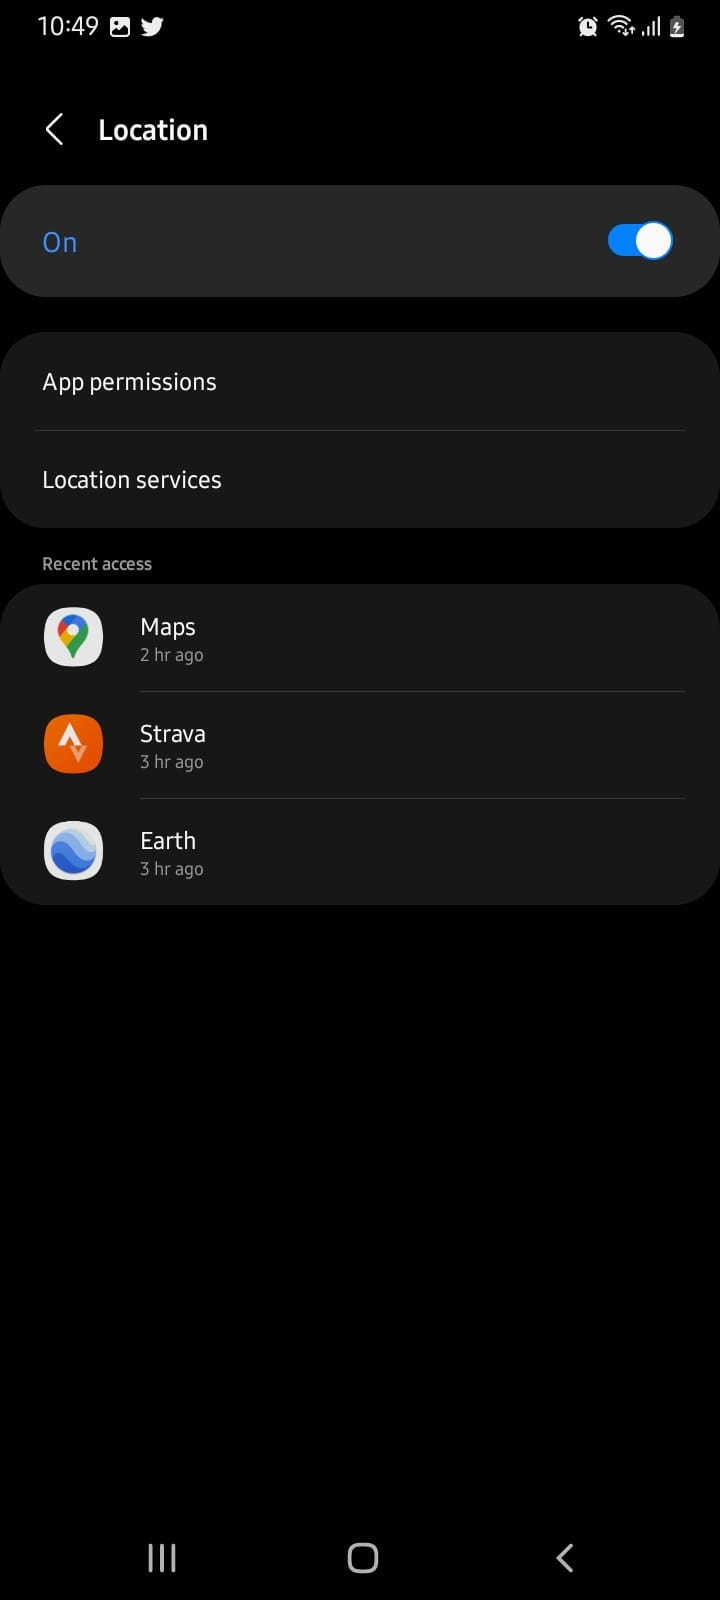 10:49
Location
On
App permissions
Location services
Recent access
Maps
2 hr ago
Strava
3 hr ago
Earth
3 hr ago